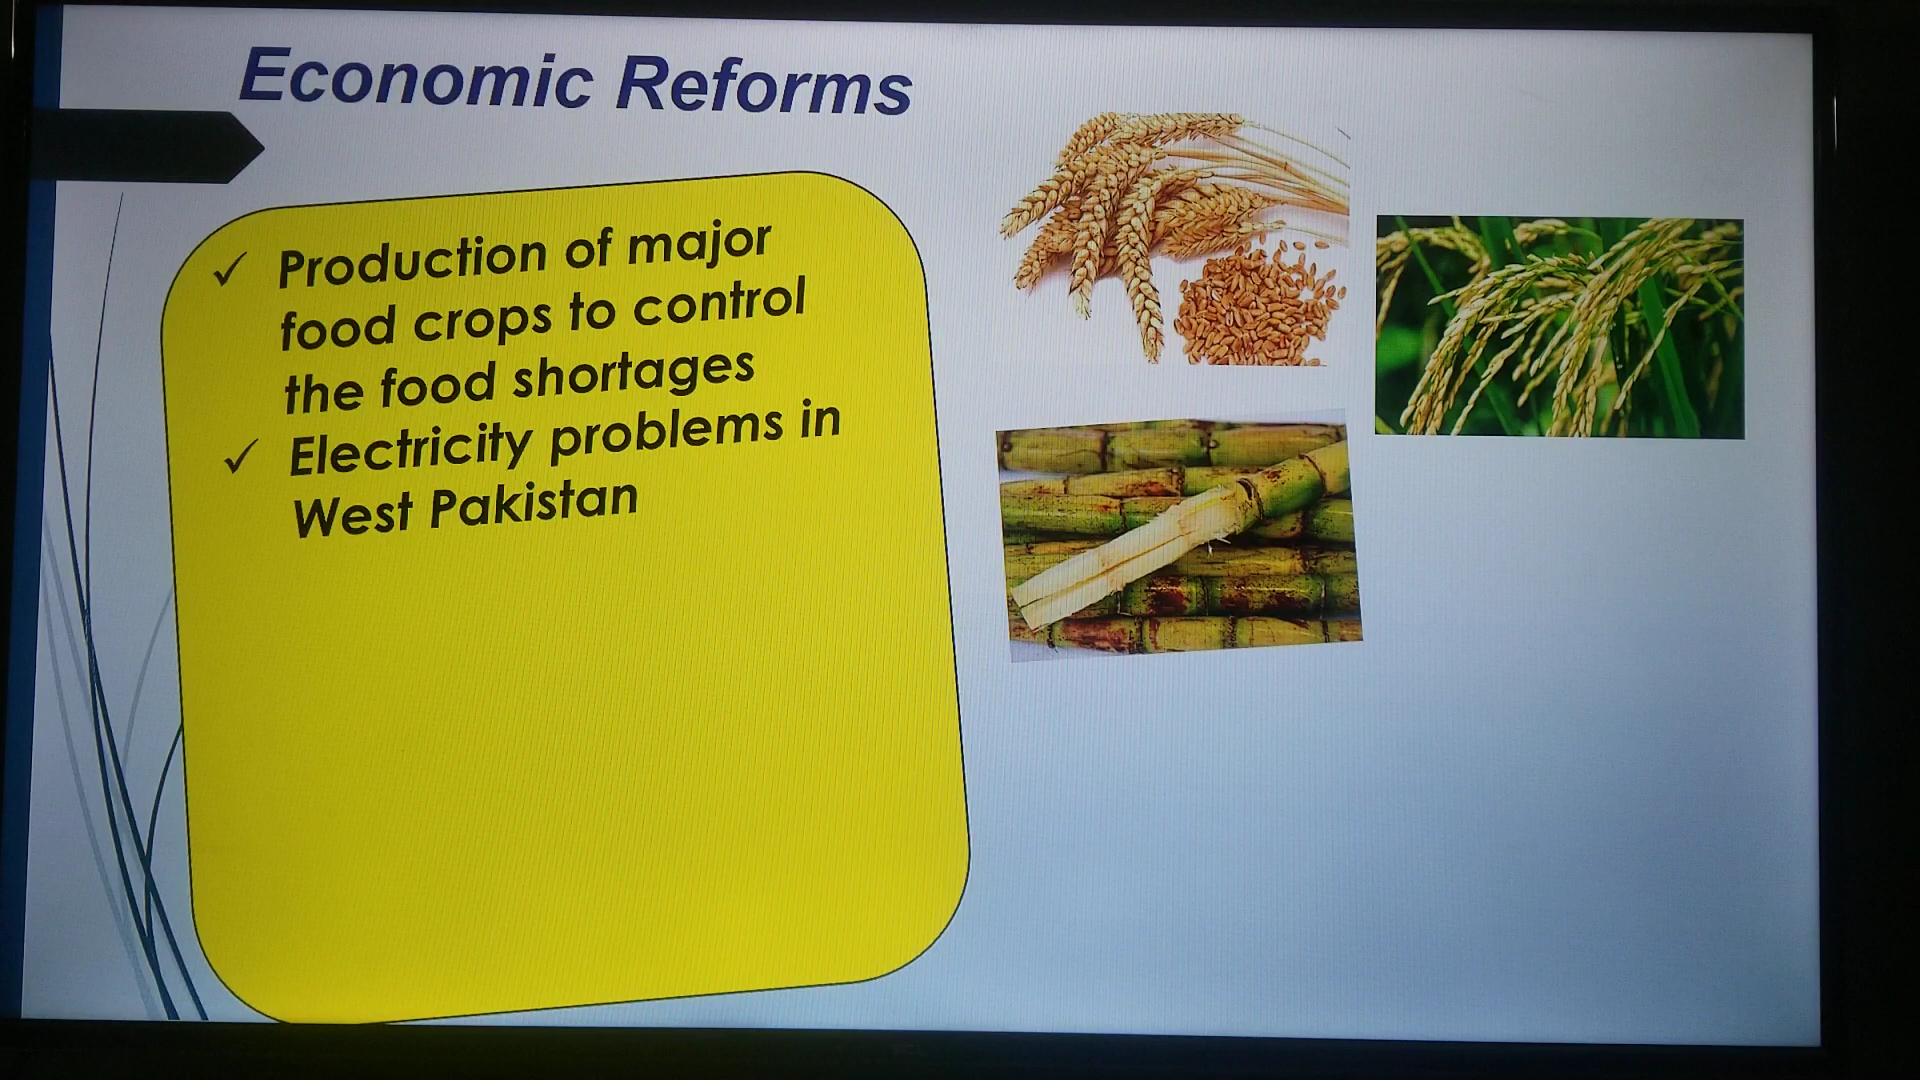 Economic Reforms
✓ Production of major
food crops to control
the food shortages
✓ Electricity problems in
West Pakistan